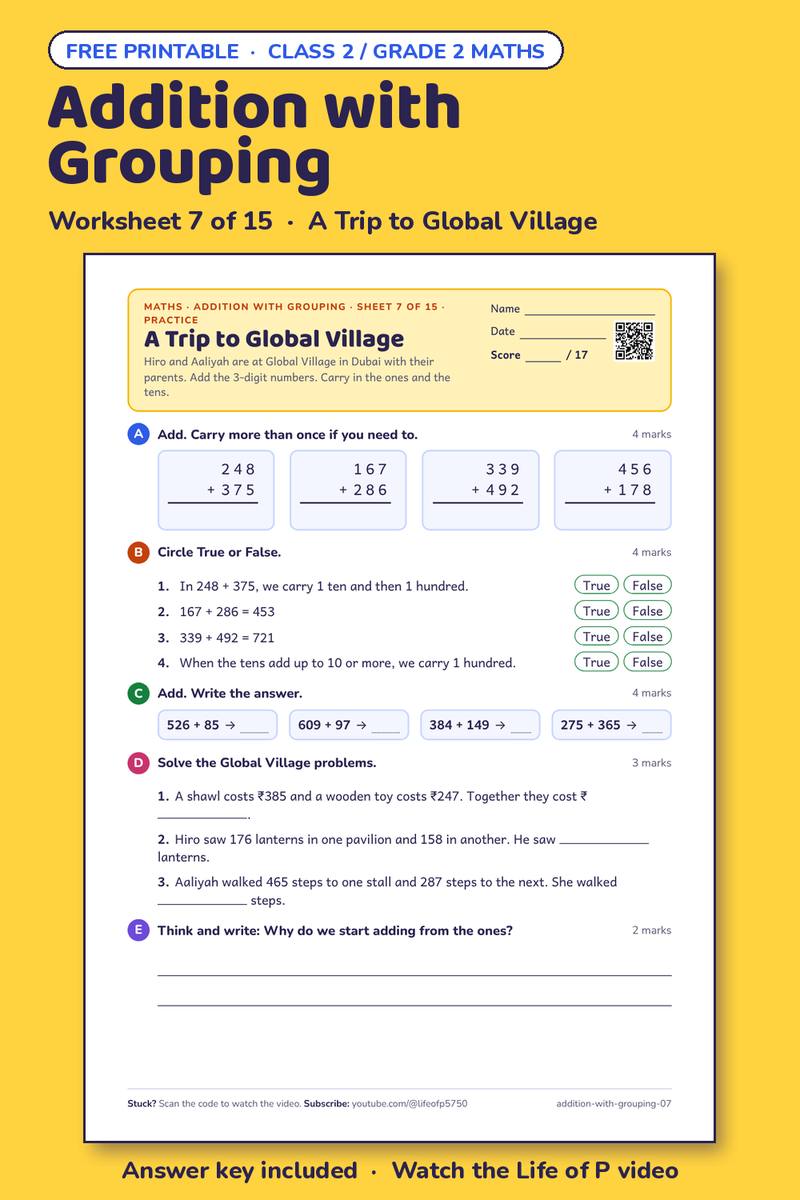 FREE PRINTABLE · CLASS 2 / GRADE 2 MATHS
Addition with
Grouping
Worksheet 7 of 15 · A Trip to Global Village
MATHS · ADDITION WITH GROUPING · SHEET 7 OF 15 ·
PRACTICE
A Trip to Global Village
Hiro and Aaliyah are at Global Village in Dubai with their
parents. Add the 3-digit numbers. Carry in the ones and the
tens.
Name ____________
Date ____________
Score ______ / 17
A Add. Carry more than once if you need to. 4 marks
248 167 339 456
+ 375 + 286 + 492 + 178
B Circle True or False. 4 marks
1. In 248 + 375, we carry 1 ten and then 1 hundred. True False
2. 167 + 286 = 453 True False
3. 339 + 492 = 721 True False
4. When the tens add up to 10 or more, we carry 1 hundred. True False
C Add. Write the answer. 4 marks
526 + 85 → ____ 609 + 97 → ____ 384 + 149 → ___ 275 + 365 → ___
D Solve the Global Village problems. 3 marks
1. A shawl costs ₹385 and a wooden toy costs ₹247. Together they cost ₹
____________.
2. Hiro saw 176 lanterns in one pavilion and 158 in another. He saw ____________
lanterns.
3. Aaliyah walked 465 steps to one stall and 287 steps to the next. She walked
____________ steps.
E Think and write: Why do we start adding from the ones? 2 marks
Stuck? Scan the code to watch the video. Subscribe: youtube.com/@lifeofp5750 addition-with-grouping-07
Answer key included · Watch the Life of P video